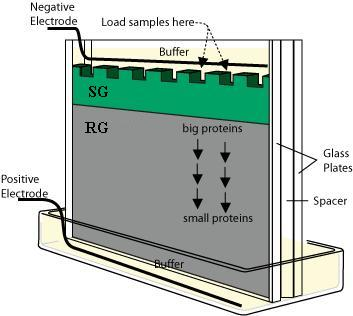 Negative
Electrode
Load samples here
Buffer
SG
RG
big proteins
small proteins
Glass
Plates
Spacer
Positive
Electrode
Buffer